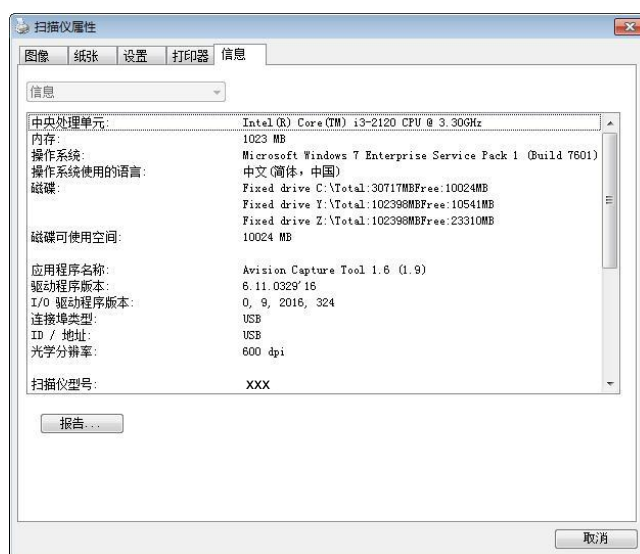 扫描仪属性
图像 纸张 设置 打印器 信息
信息
中央处理单元: Intel(R) Core(TM) i3-2120 CPU @ 3.30GHz
内存: 1023 MB
操作系统: Microsoft Windows 7 Enterprise Service Pack 1 (Build 7601)
操作系统使用的语言: 中文(简体，中国)
磁碟: Fixed drive C:\Total:30717MBFree:10024MB
Fixed drive Y:\Total:102398MBFree:10541MB
Fixed drive Z:\Total:102398MBFree:23310MB
磁碟可使用空间: 10024 MB
应用程序名称: Avision Capture Tool 1.6 (1.9)
驱动程序版本: 6.11.0329'16
I/O 驱动程序版本: 0, 9, 2016, 324
连接埠类型: USB
ID / 地址: USB
光学分辨率: 600 dpi
扫描仪型号: XXX
报告...
取消